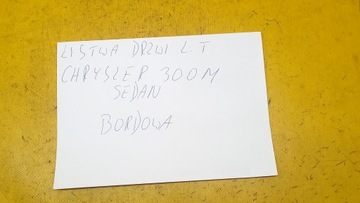 LISTWA DRZWI L.T
CHRYSLER 300M
SEDAN
BORDOWA